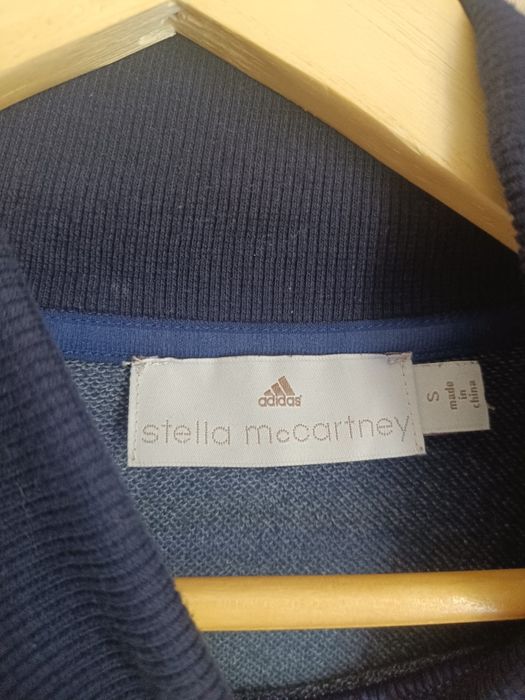 adidas
stella mccartney
S
made
in
china